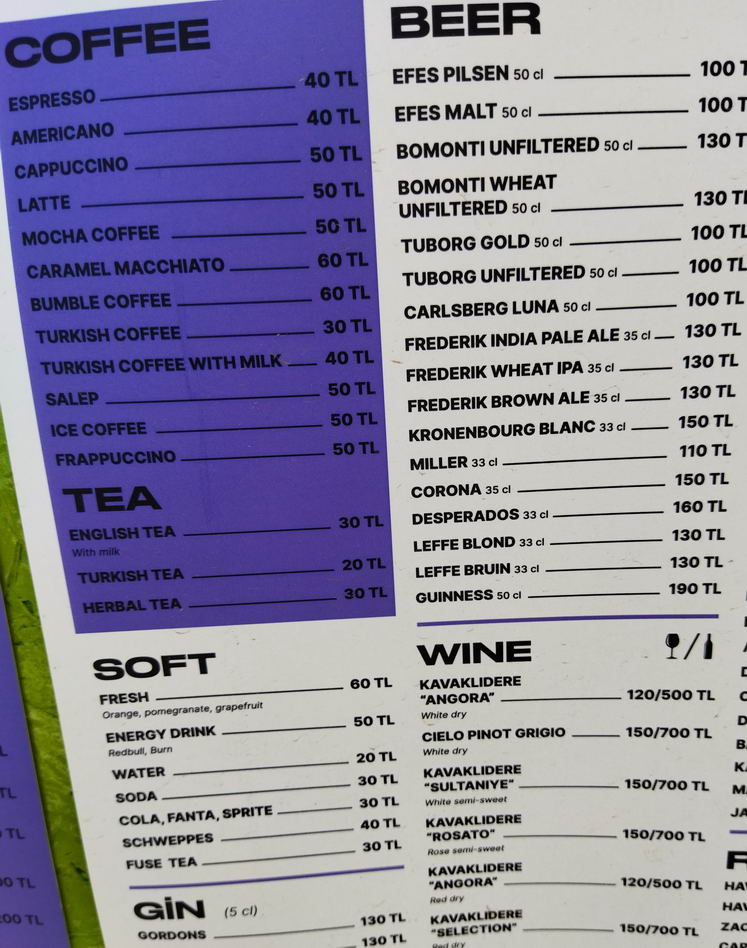 COFFEE
ESPRESSO 40 TL
AMERICANO 40 TL
CAPPUCCINO 50 TL
LATTE 50 TL
MOCHA COFFEE 50 TL
CARAMEL MACCHIATO 60 TL
BUMBLE COFFEE 60 TL
TURKISH COFFEE 30 TL
TURKISH COFFEE WITH MILK 40 TL
SALEP 50 TL
ICE COFFEE 50 TL
FRAPPUCCINO 50 TL
TEA
ENGLISH TEA 30 TL
With milk
TURKISH TEA 20 TL
HERBAL TEA 30 TL
SOFT
FRESH 60 TL
Orange, pomegranate, grapefruit
ENERGY DRINK 50 TL
Redbull, Burn
WATER 20 TL
SODA 30 TL
COLA, FANTA, SPRITE 30 TL
SCHWEPPES 40 TL
FUSE TEA 30 TL
GİN (5 cl)
GORDONS 130 TL
130 TL
BEER
EFES PILSEN 50 cl 100 T
EFES MALT 50 cl 100 T
BOMONTI UNFILTERED 50 cl 130 T
BOMONTI WHEAT
UNFILTERED 50 cl 130 TL
TUBORG GOLD 50 cl 100 TL
TUBORG UNFILTERED 50 cl 100 TL
CARLSBERG LUNA 50 cl 100 TL
FREDERIK INDIA PALE ALE 35 cl 130 TL
FREDERIK WHEAT IPA 35 cl 130 TL
FREDERIK BROWN ALE 35 cl 130 TL
KRONENBOURG BLANC 33 cl 150 TL
MILLER 33 cl 110 TL
CORONA 35 cl 150 TL
DESPERADOS 33 cl 160 TL
LEFFE BLOND 33 cl 130 TL
LEFFE BRUIN 33 cl 130 TL
GUINNESS 50 cl 190 TL
WINE
KAVAKLIDERE
"ANGORA" 120/500 TL
White dry
CIELO PINOT GRIGIO 150/700 TL
White dry
KAVAKLIDERE
"SULTANIYE" 150/700 TL
White semi-sweet
KAVAKLIDERE
"ROSATO" 150/700 TL
Rose semi-sweet
KAVAKLIDERE
"ANGORA" 120/500 TL
Red dry
KAVAKLIDERE
"SELECTION" 150/700 TL
Red dry